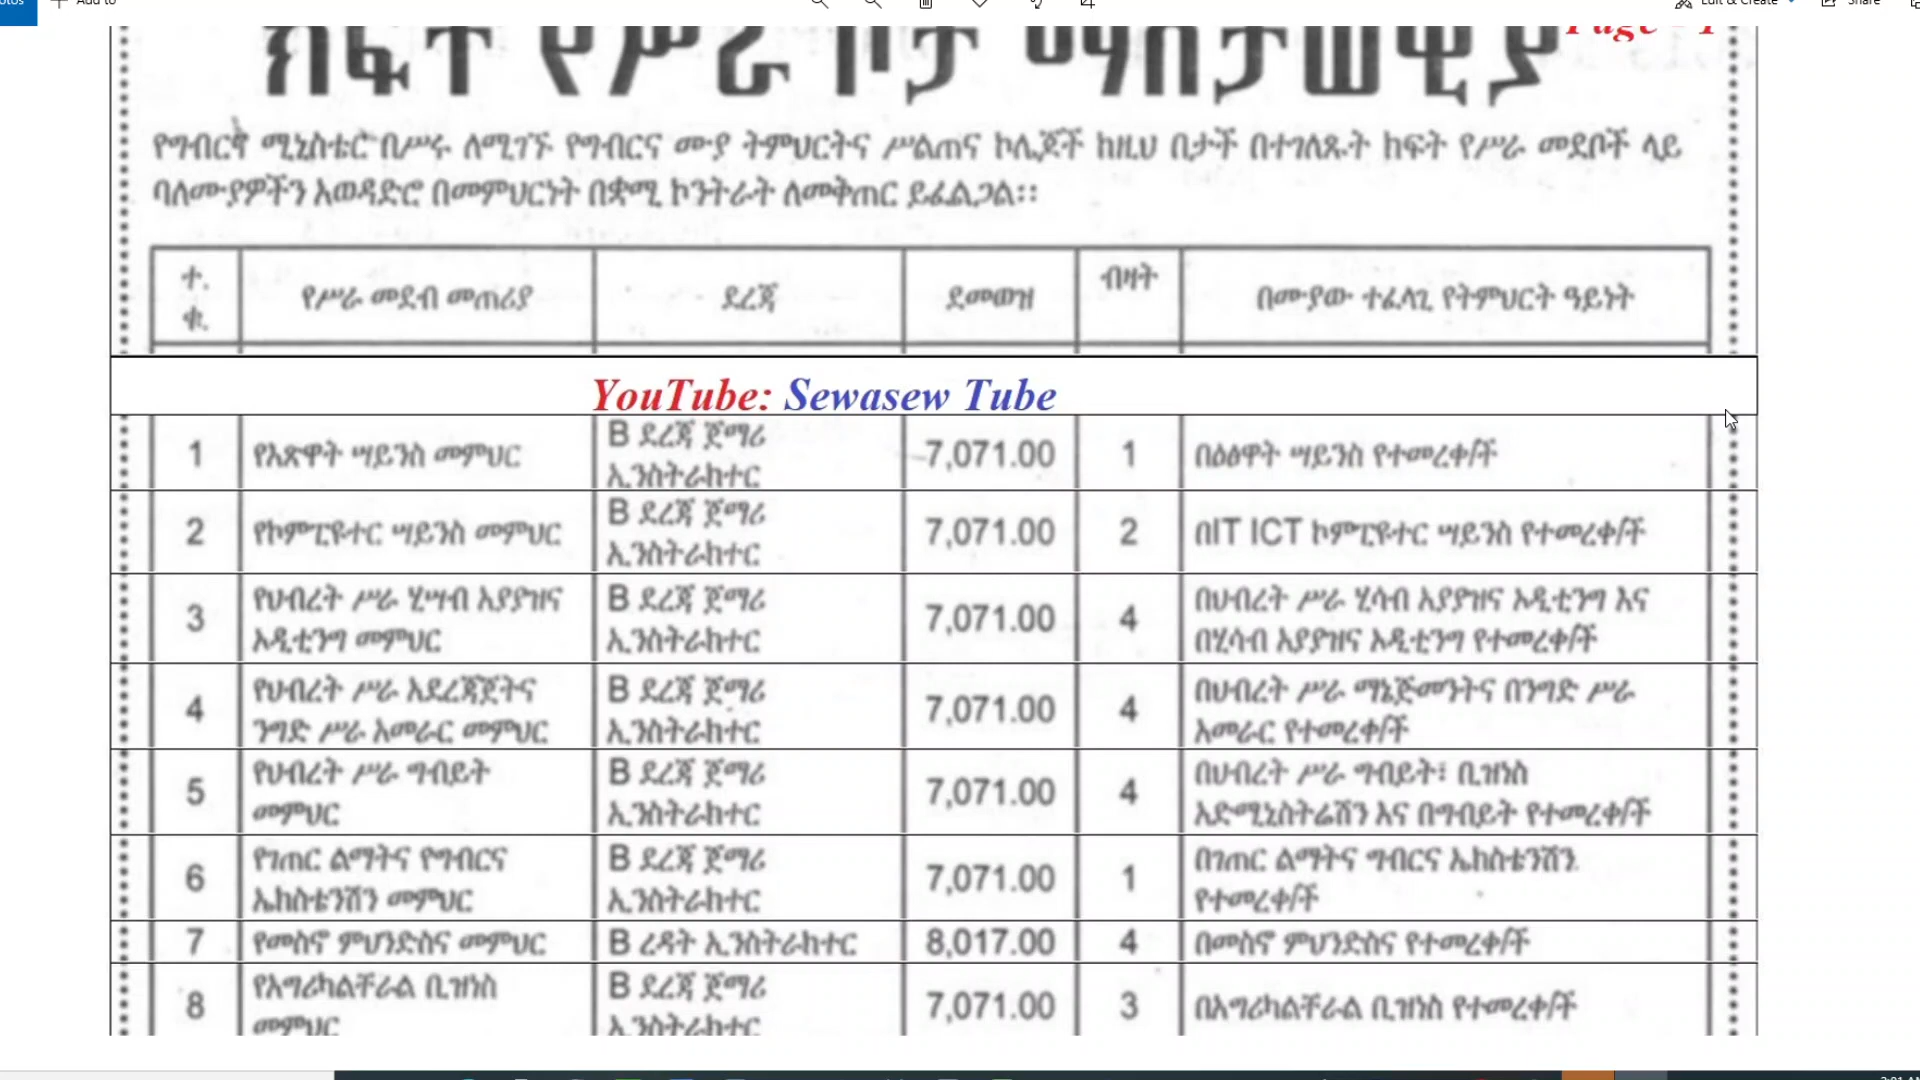 Add to
Edit & Create
Share
Page - 1
ክፍት የሥራ ቦታ ማስታወቂያ
የግብርና ሚኒስቴር በሥሩ ለሚገኙ የግብርና ሙያ ትምህርትና ሥልጠና ኮሌጆች ከዚህ በታች በተገለጹት ክፍት የሥራ መደቦች ላይ
ባለሙያዎችን አወዳድሮ በመምህርነት በቋሚ ኮንትራት ለመቅጠር ይፈልጋል፡፡
ተ.ቁ. የሥራ መደብ መጠሪያ ደረጃ ደመወዝ ብዛት በሙያው ተፈላጊ የትምህርት ዓይነት
YouTube: Sewasew Tube
1 የእጽዋት ሣይንስ መምህር B ደረጃ ጀማሪ ኢንስትራክተር 7,071.00 1 በዕፅዋት ሣይንስ የተመረቀ/ች
2 የኮምፒዩተር ሣይንስ መምህር B ደረጃ ጀማሪ ኢንስትራክተር 7,071.00 2 በIT ICT ኮምፒዩተር ሣይንስ የተመረቀ/ች
3 የህብረት ሥራ ሂሣብ አያያዝና ኦዲቲንግ መምህር B ደረጃ ጀማሪ ኢንስትራክተር 7,071.00 4 በህብረት ሥራ ሂሳብ አያያዝና ኦዲቲንግ እና በሂሳብ አያያዝና ኦዲቲንግ የተመረቀ/ች
4 የህብረት ሥራ አደረጃጀትና ንግድ ሥራ አመራር መምህር B ደረጃ ጀማሪ ኢንስትራክተር 7,071.00 4 በህብረት ሥራ ማኔጅመንትና በንግድ ሥራ አመራር የተመረቀ/ች
5 የህብረት ሥራ ግብይት መምህር B ደረጃ ጀማሪ ኢንስትራክተር 7,071.00 4 በህብረት ሥራ ግብይት፣ ቢዝነስ አድሚኒስትሬሽን እና በግብይት የተመረቀ/ች
6 የገጠር ልማትና የግብርና ኤክስቴንሽን መምህር B ደረጃ ጀማሪ ኢንስትራክተር 7,071.00 1 በገጠር ልማትና ግብርና ኤክስቴንሽን የተመረቀ/ች
7 የመስኖ ምህንድስና መምህር B ረዳት ኢንስትራክተር 8,017.00 4 በመስኖ ምህንድስና የተመረቀ/ች
8 የአግሪካልቸራል ቢዝነስ መምህር B ደረጃ ጀማሪ ኢንስትራክተር 7,071.00 3 በአግሪካልቸራል ቢዝነስ የተመረቀ/ች